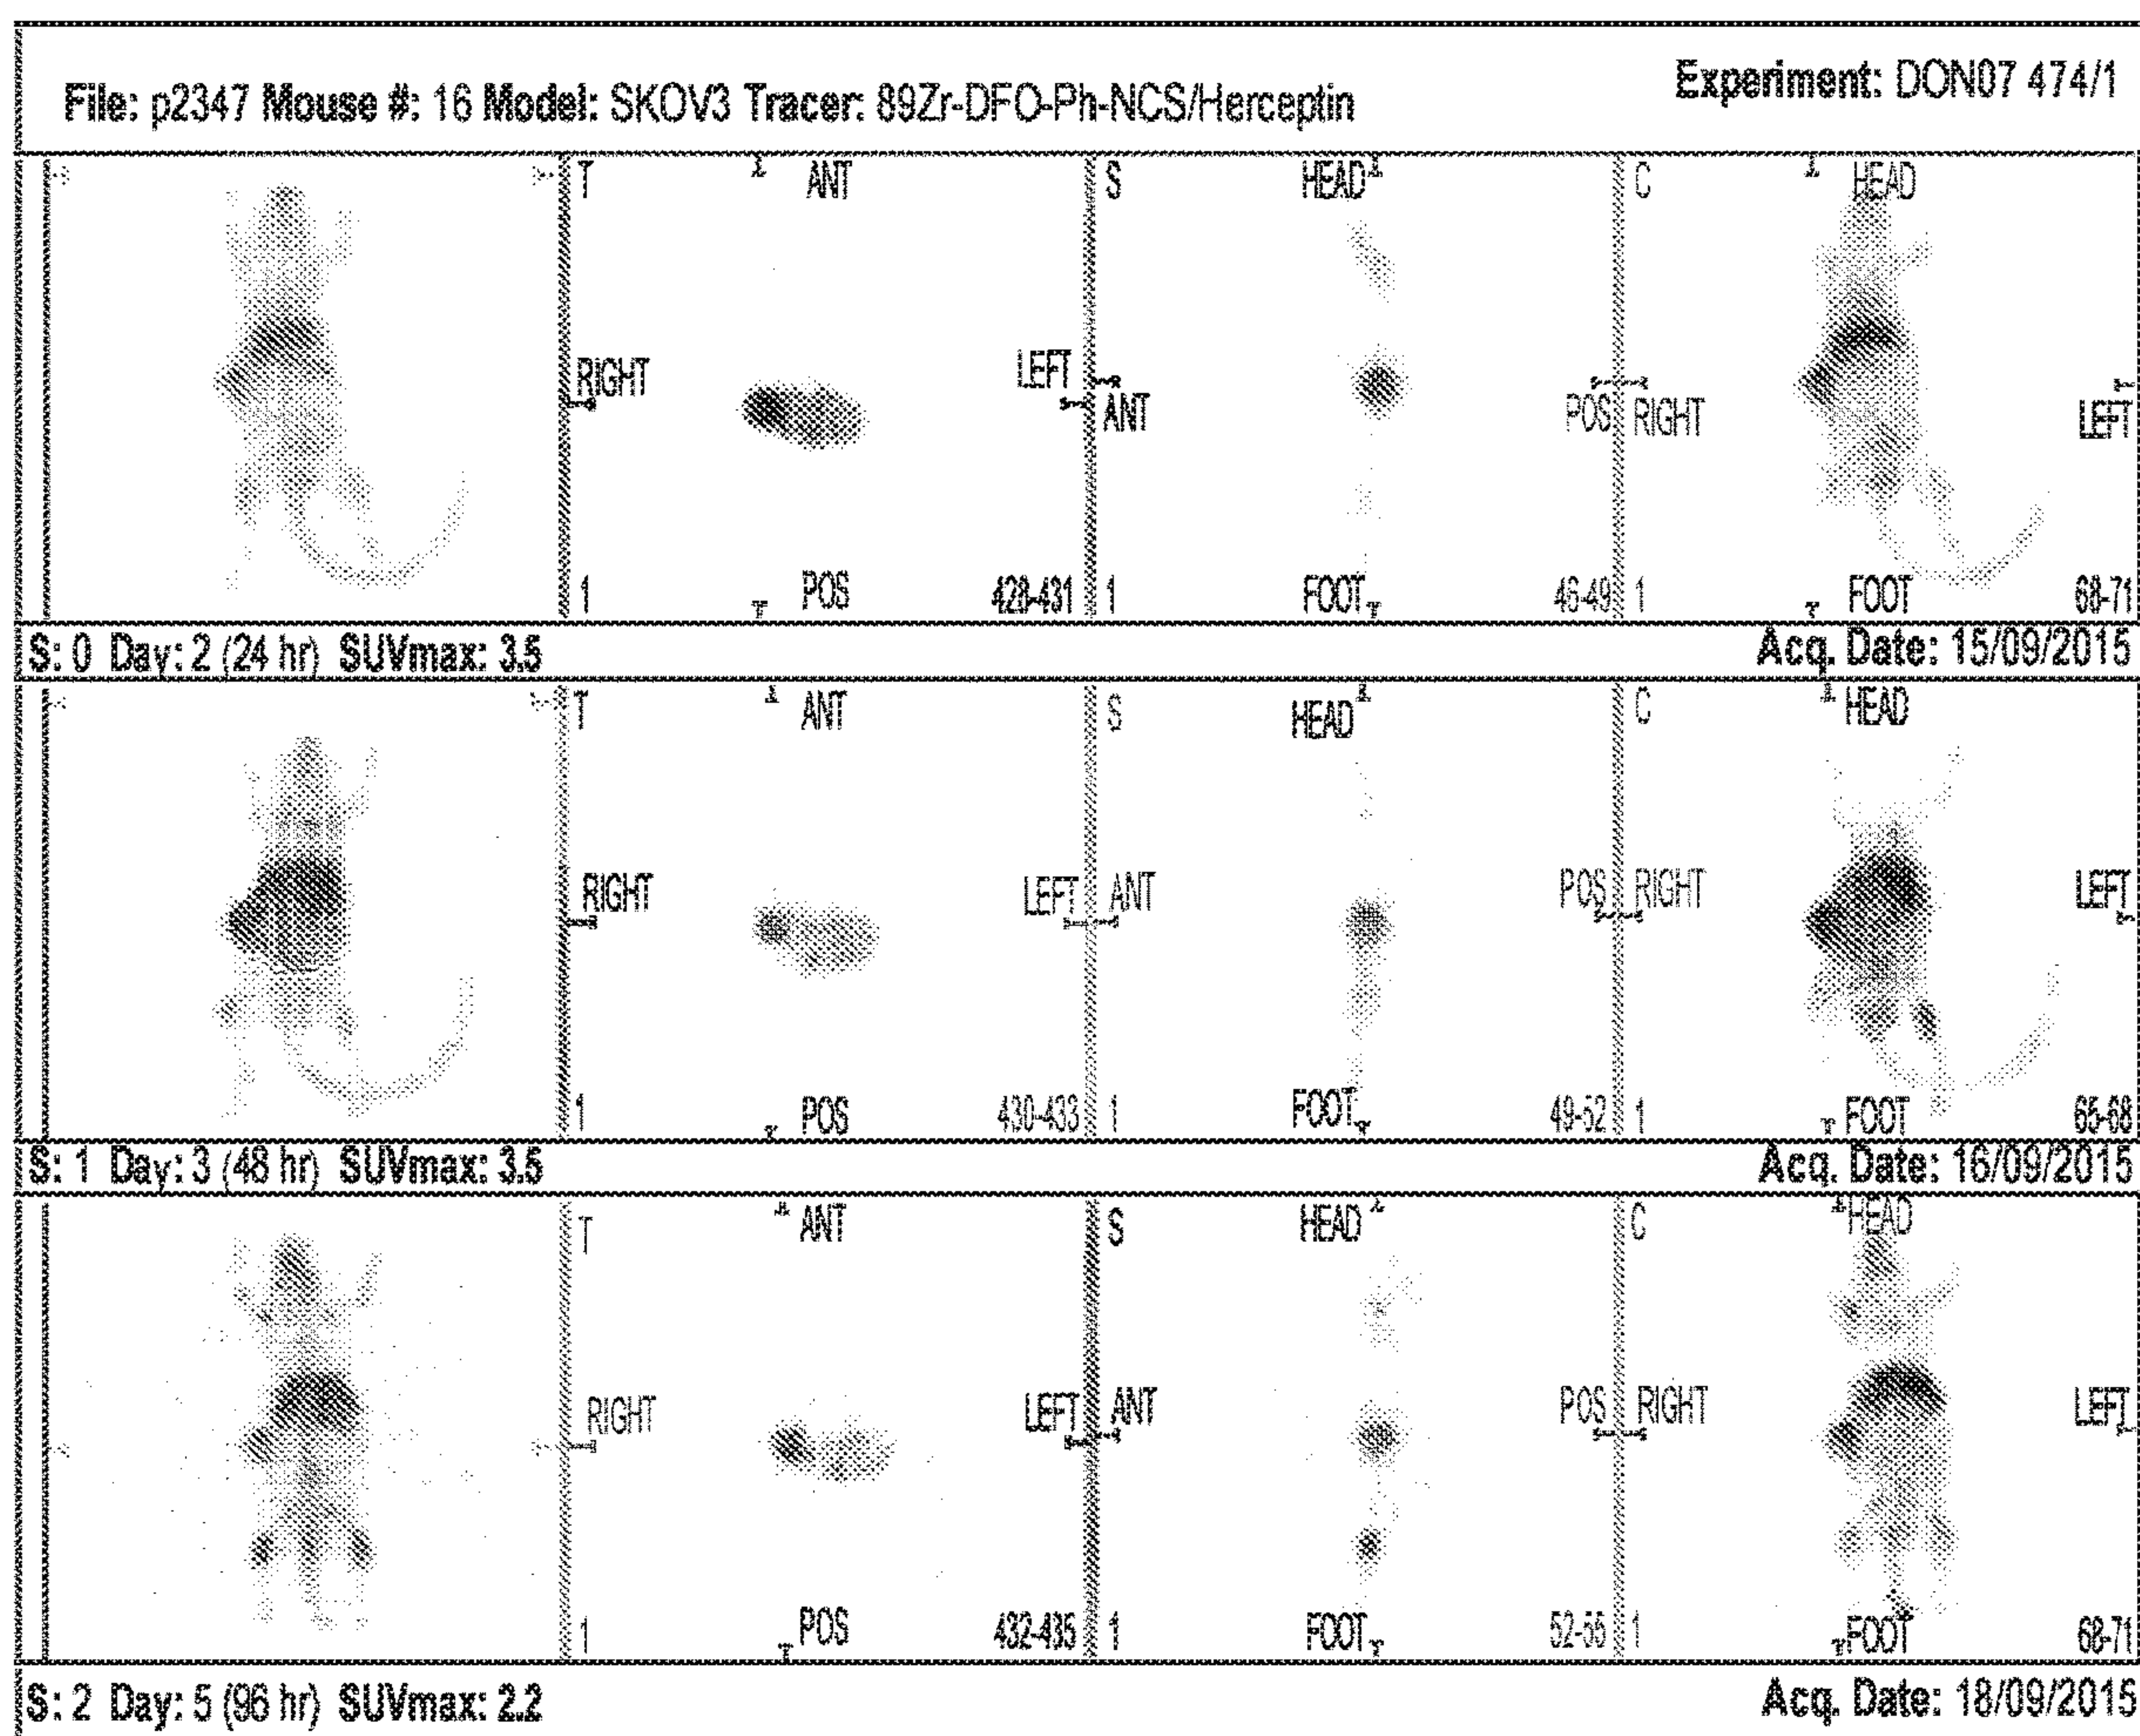 Experiment: DON07 474/1
File: p2347 Mouse #: 16 Model: SKOV3 Tracer: 89Zr-DFO-Ph-NCS/Herceptin
T ANT S HEAD C HEAD
RIGHT LEFT ANT POS RIGHT LEFT
1 POS 428-431 1 FOOT 46-49 1 FOOT 68-71
S: 0 Day: 2 (24 hr) SUVmax: 3.5 Acq. Date: 15/09/2015
T ANT S HEAD C HEAD
RIGHT LEFT ANT POS RIGHT LEFT
1 POS 430-433 1 FOOT 49-52 1 FOOT 65-68
S: 1 Day: 3 (48 hr) SUVmax: 3.5 Acq. Date: 16/09/2015
T ANT S HEAD C HEAD
RIGHT LEFT ANT POS RIGHT LEFT
1 POS 432-435 1 FOOT 52-55 1 FOOT 68-71
S: 2 Day: 5 (96 hr) SUVmax: 2.2 Acq. Date: 18/09/2015